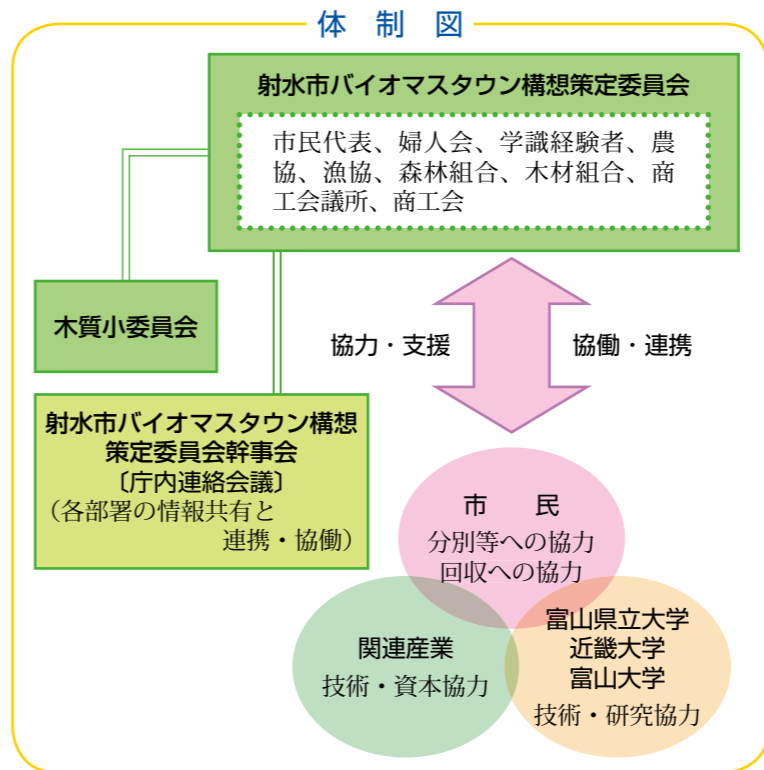 体 制 図
射水市バイオマスタウン構想策定委員会
市民代表、婦人会、学識経験者、農
協、漁協、森林組合、木材組合、商
工会議所、商工会
木質小委員会
協力・支援
協働・連携
射水市バイオマスタウン構想
策定委員会幹事会
〔庁内連絡会議〕
（各部署の情報共有と
連携・協働）
市 民
分別等への協力
回収への協力
関連産業
技術・資本協力
富山県立大学
近畿大学
富山大学
技術・研究協力